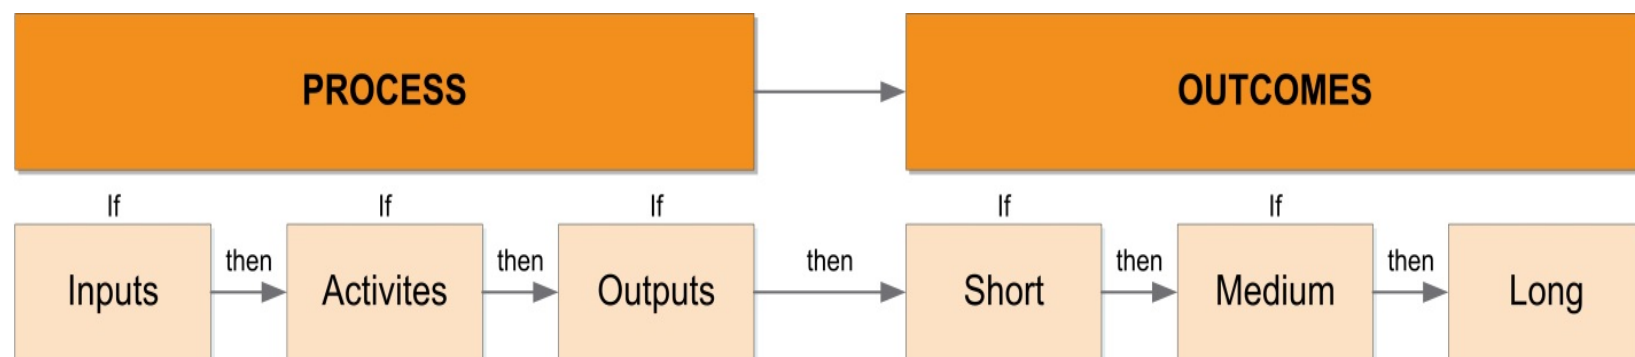 PROCESS
OUTCOMES
If
If
If
If
If
then
then
then
then
then
Inputs
Activites
Outputs
Short
Medium
Long